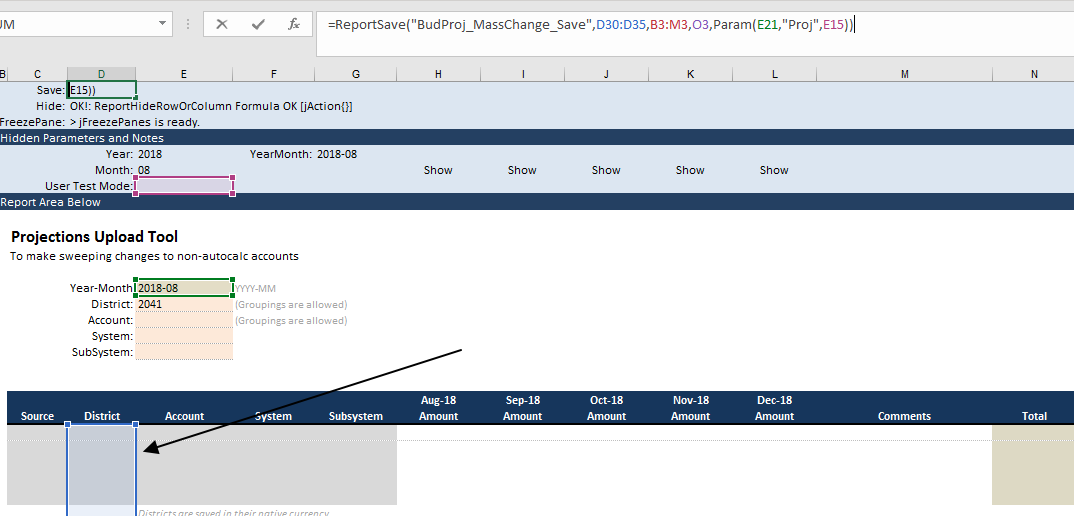 UM =ReportSave("BudProj_MassChange_Save",D30:D35,B3:M3,O3,Param(E21,"Proj",E15))
B C D E F G H I J K L M N
Save: E15))
Hide: OK!: ReportHideRowOrColumn Formula OK [jAction{}]
FreezePane: > jFreezePanes is ready.
Hidden Parameters and Notes
Year: 2018 YearMonth: 2018-08
Month: 08 Show Show Show Show Show
User Test Mode:
Report Area Below
Projections Upload Tool
To make sweeping changes to non-autocalc accounts
Year-Month 2018-08 YYYY-MM
District: 2041 (Groupings are allowed)
Account: (Groupings are allowed)
System:
SubSystem:
Aug-18 Sep-18 Oct-18 Nov-18 Dec-18
Source District Account System Subsystem Amount Amount Amount Amount Amount Comments Total
Districts are saved in their native currency